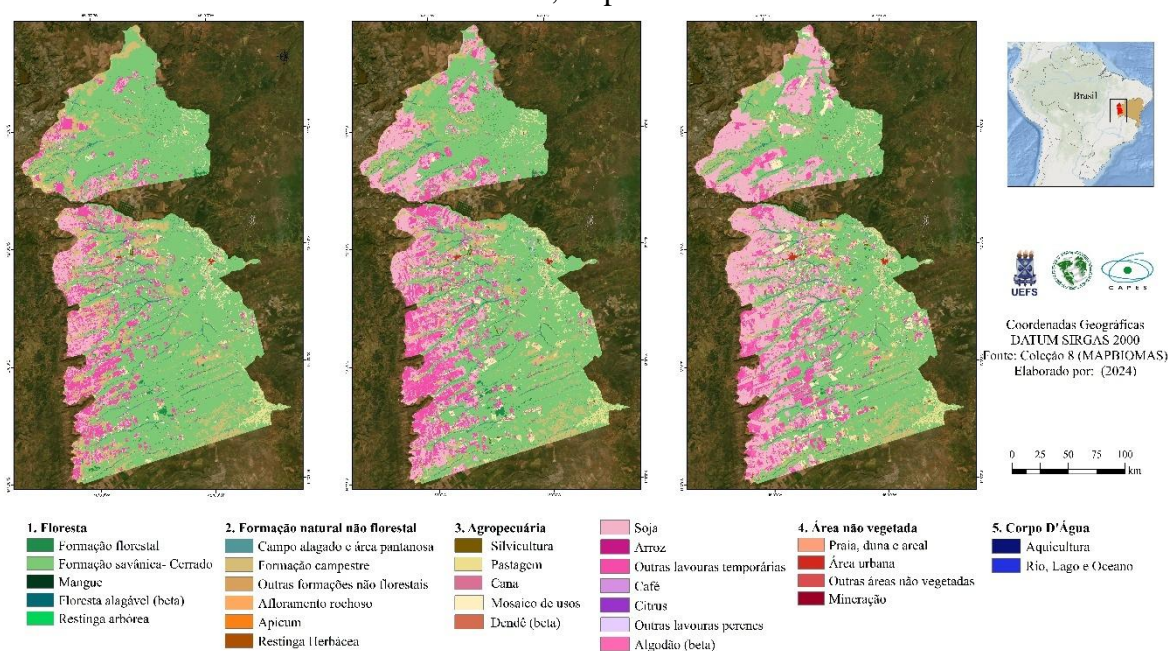 Brasil
UEFS
CAPES
Coordenadas Geográficas
DATUM SIRGAS 2000
Fonte: Coleção 8 (MAPBIOMAS)
Elaborado por: (2024)
0 25 50 75 100
km
1. Floresta
Formação florestal
Formação savânica- Cerrado
Mangue
Floresta alagável (beta)
Restinga arbórea
2. Formação natural não florestal
Campo alagado e área pantanosa
Formação campestre
Outras formações não florestais
Afloramento rochoso
Apicum
Restinga Herbácea
3. Agropecuária
Silvicultura
Pastagem
Cana
Mosaico de usos
Dendê (beta)
Soja
Arroz
Outras lavouras temporárias
Café
Citrus
Outras lavouras perenes
Algodão (beta)
4. Área não vegetada
Praia, duna e areal
Área urbana
Outras áreas não vegetadas
Mineração
5. Corpo D'Água
Aquicultura
Rio, Lago e Oceano